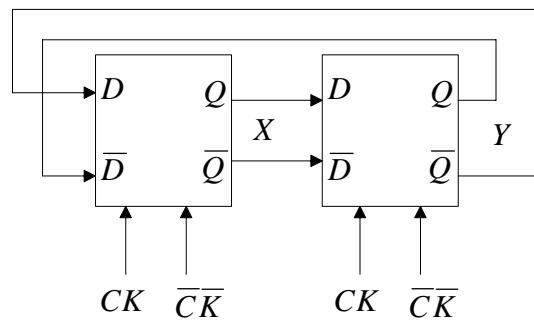 D Q D Q
X Y
D̅ Q̅ D̅ Q̅
CK C̅K̅ CK C̅K̅